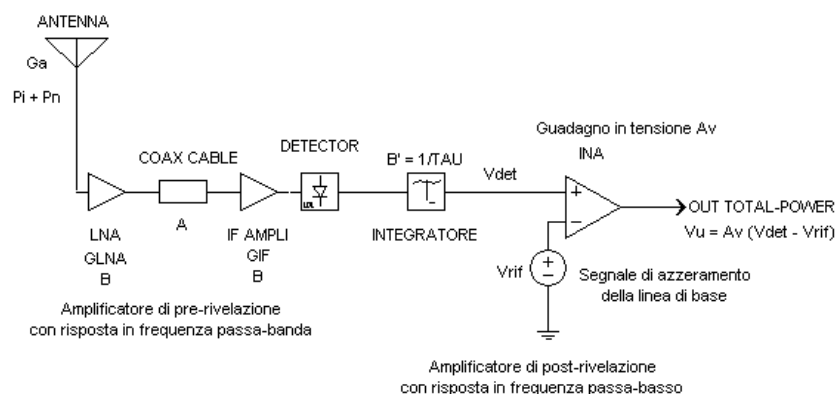 ANTENNA
Ga
Pi + Pn
COAX CABLE
DETECTOR
B' = 1/TAU
Vdet
Guadagno in tensione Av
INA
LNA
GLNA
B
A
IF AMPLI
GIF
B
INTEGRATORE
OUT TOTAL-POWER
Vu = Av (Vdet - Vrif)
Vrif
Segnale di azzeramento
della linea di base
Amplificatore di pre-rivelazione
con risposta in frequenza passa-banda
Amplificatore di post-rivelazione
con risposta in frequenza passa-basso